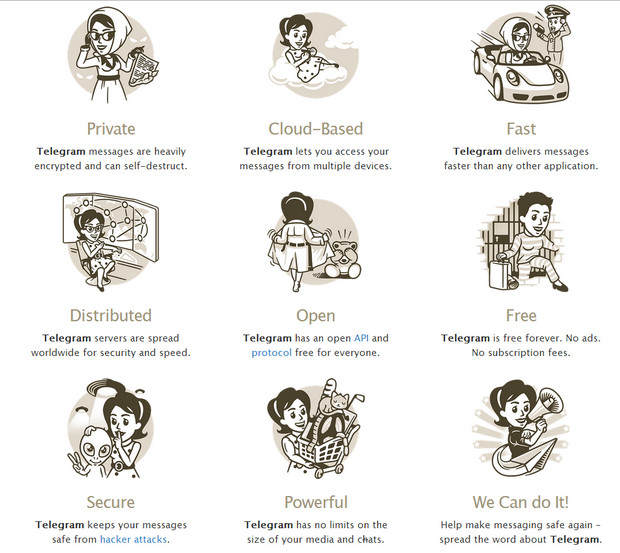 Private
Telegram messages are heavily
encrypted and can self-destruct.
Cloud-Based
Telegram lets you access your
messages from multiple devices.
Fast
Telegram delivers messages
faster than any other application.
Distributed
Telegram servers are spread
worldwide for security and speed.
Open
Telegram has an open API and
protocol free for everyone.
Free
Telegram is free forever. No ads.
No subscription fees.
Secure
Telegram keeps your messages
safe from hacker attacks.
Powerful
Telegram has no limits on the
size of your media and chats.
We Can do It!
Help make messaging safe again –
spread the word about Telegram.